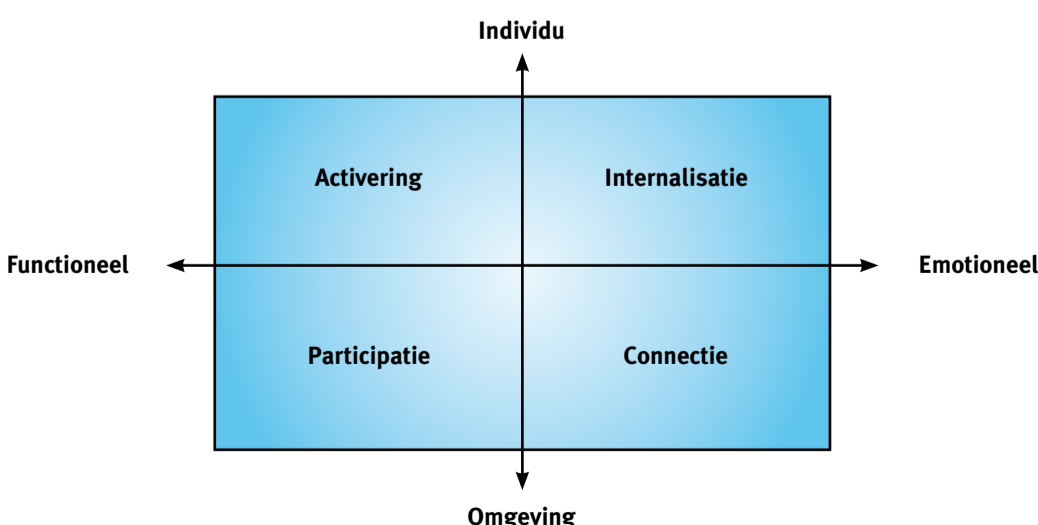 Individu
Activering Internalisatie
Functioneel Emotioneel
Participatie Connectie
Omgeving